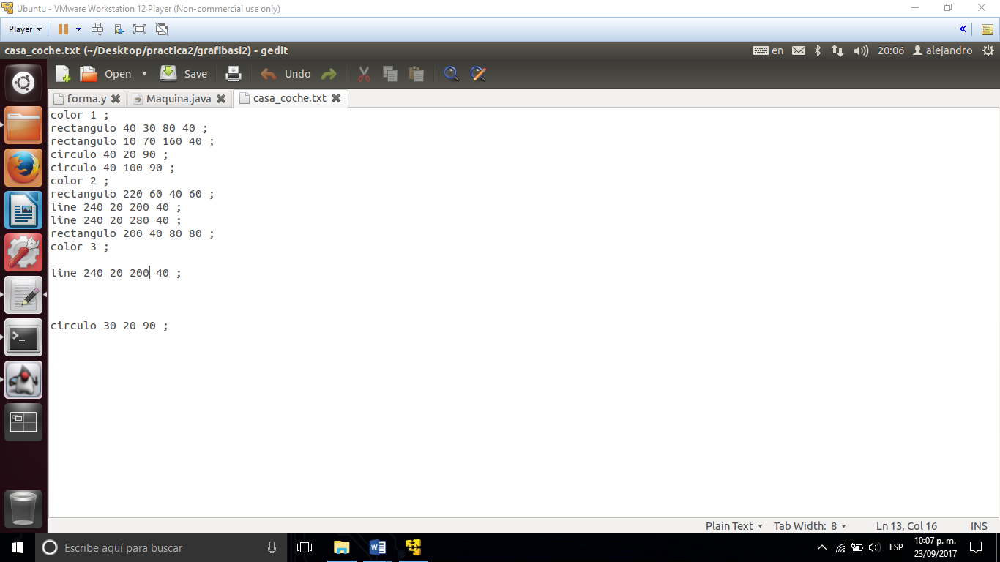 Ubuntu - VMware Workstation 12 Player (Non-commercial use only)
Player
casa_coche.txt (~/Desktop/practica2/grafibasi2) - gedit
en
20:06
alejandro
Open
Save
Undo
forma.y
Maquina.java
casa_coche.txt
color 1 ;
rectangulo 40 30 80 40 ;
rectangulo 10 70 160 40 ;
circulo 40 20 90 ;
circulo 40 100 90 ;
color 2 ;
rectangulo 220 60 40 60 ;
line 240 20 200 40 ;
line 240 20 280 40 ;
rectangulo 200 40 80 80 ;
color 3 ;
line 240 20 200 40 ;
circulo 30 20 90 ;
Plain Text
Tab Width: 8
Ln 13, Col 16
INS
Escribe aquí para buscar
ESP
10:07 p. m.
23/09/2017